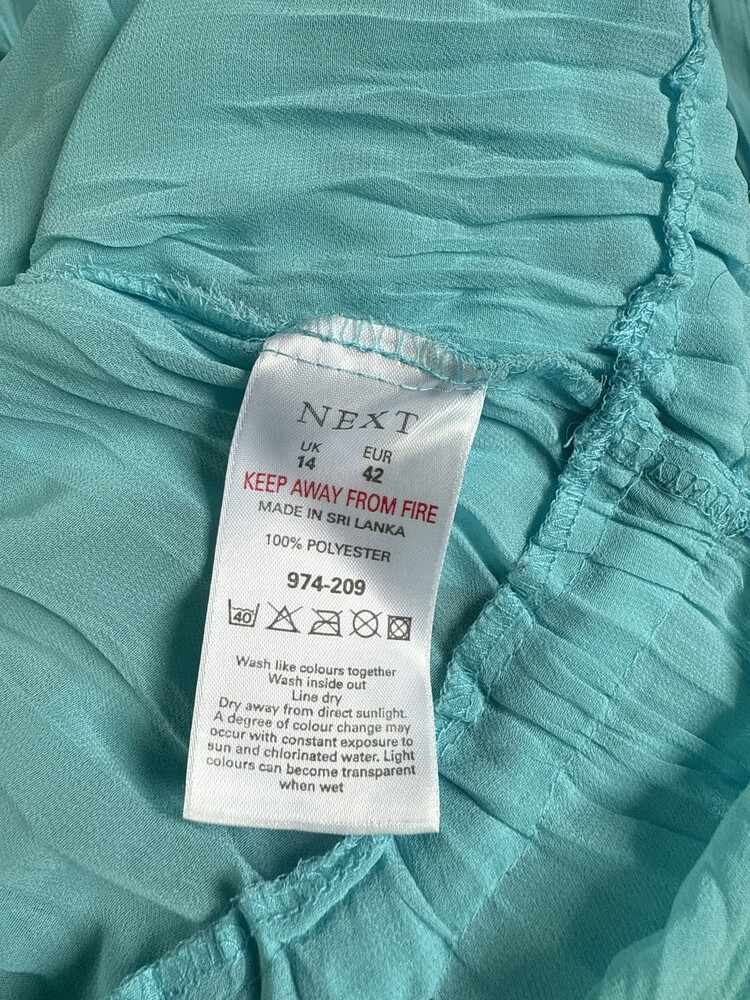 NEXT
UK EUR
14 42
KEEP AWAY FROM FIRE
MADE IN SRI LANKA
100% POLYESTER
974-209
40
Wash like colours together
Wash inside out
Line dry
Dry away from direct sunlight.
A degree of colour change may
occur with constant exposure to
sun and chlorinated water. Light
colours can become transparent
when wet